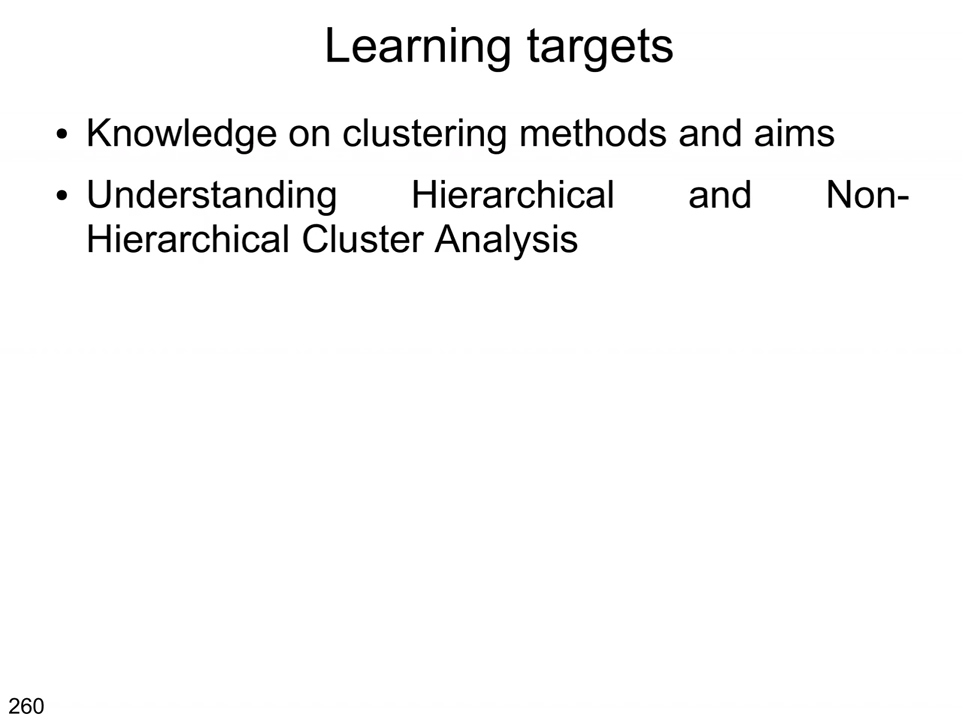 Learning targets
• Knowledge on clustering methods and aims
• Understanding Hierarchical and Non-
Hierarchical Cluster Analysis
260